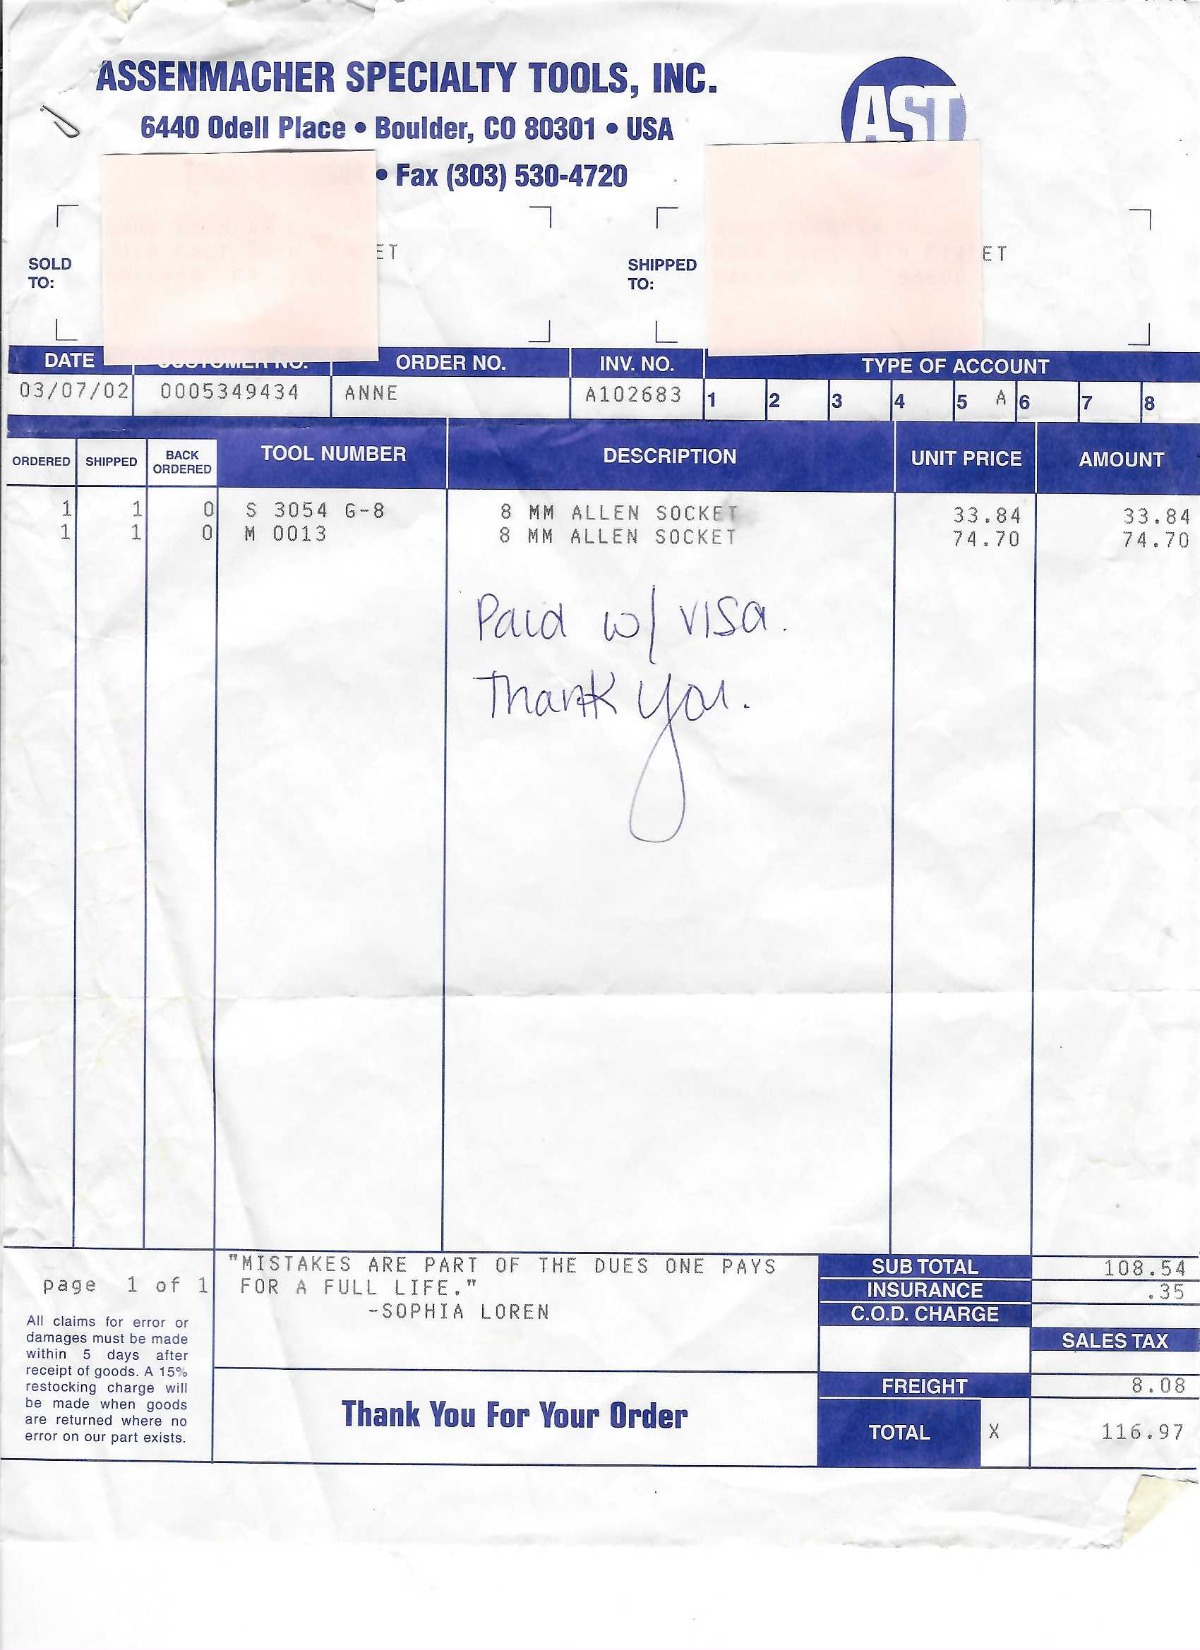 ASSENMACHER SPECIALTY TOOLS, INC.
6440 Odell Place • Boulder, CO 80301 • USA
• Fax (303) 530-4720
AST
SOLD TO:
ET
SHIPPED TO:
ET
DATE CUSTOMER NO. ORDER NO. INV. NO. TYPE OF ACCOUNT
03/07/02 0005349434 ANNE A102683 1 2 3 4 5 A 6 7 8
ORDERED SHIPPED BACK ORDERED TOOL NUMBER DESCRIPTION UNIT PRICE AMOUNT
1 1 0 S 3054 G-8 8 MM ALLEN SOCKET 33.84 33.84
1 1 0 M 0013 8 MM ALLEN SOCKET 74.70 74.70
Paid w/ VISA.
Thank you.
page 1 of 1
All claims for error or
damages must be made
within 5 days after
receipt of goods. A 15%
restocking charge will
be made when goods
are returned where no
error on our part exists.
"MISTAKES ARE PART OF THE DUES ONE PAYS
FOR A FULL LIFE."
-SOPHIA LOREN
Thank You For Your Order
SUB TOTAL 108.54
INSURANCE .35
C.O.D. CHARGE
SALES TAX
FREIGHT 8.08
TOTAL X 116.97